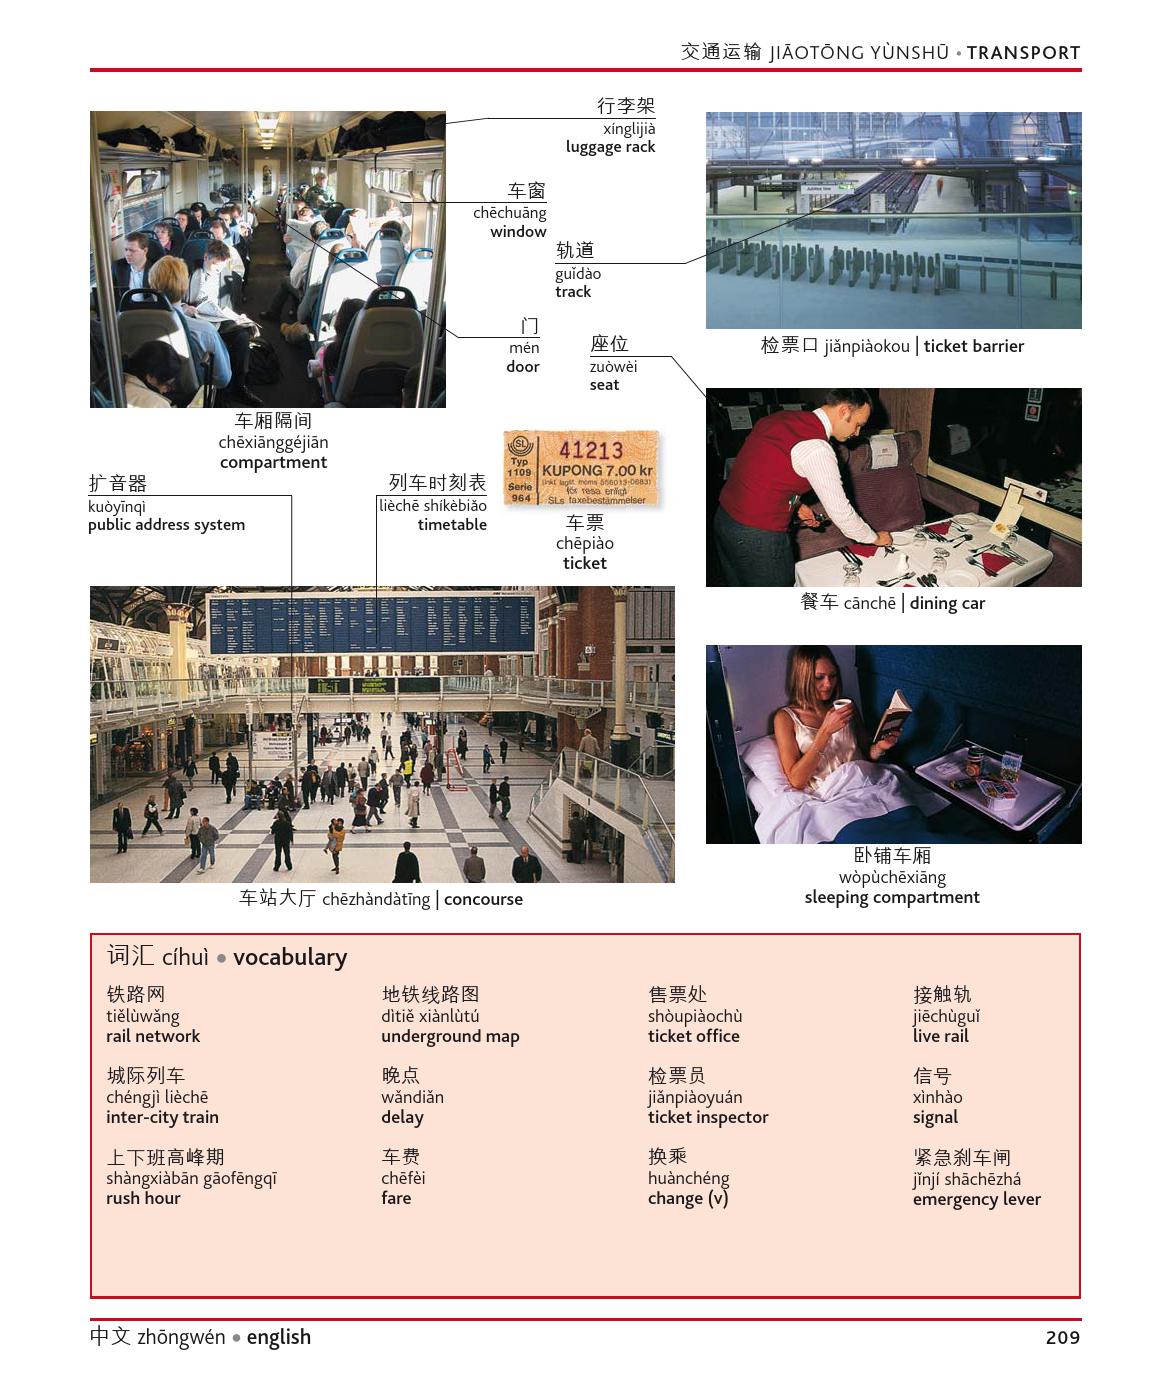 交通运输 JIĀOTŌNG YÙNSHŪ • TRANSPORT
行李架
xínglijià
luggage rack
车窗
chēchuāng
window
轨道
guǐdào
track
门
mén
door
座位
zuòwèi
seat
检票口 jiǎnpiàokou | ticket barrier
车厢隔间
chēxiānggéjiān
compartment
扩音器
kuòyīnqì
public address system
列车时刻表
lièchē shíkèbiǎo
timetable
SL
Typ
1109
Serie
964
41213
KUPONG 7.00 kr
(inkl lagst. moms 556013-0683)
för resa enligt
SLs taxebestämmelser
车票
chēpiào
ticket
餐车 cānchē | dining car
车站大厅 chēzhàndàtīng | concourse
卧铺车厢
wòpùchēxiāng
sleeping compartment
词汇 cíhuì • vocabulary
铁路网
tiělùwǎng
rail network
城际列车
chéngjì lièchē
inter-city train
上下班高峰期
shàngxiàbān gāofēngqī
rush hour
地铁线路图
dìtiě xiànlùtú
underground map
晚点
wǎndiǎn
delay
车费
chēfèi
fare
售票处
shòupiàochù
ticket office
检票员
jiǎnpiàoyuán
ticket inspector
换乘
huànchéng
change (v)
接触轨
jiēchùguǐ
live rail
信号
xìnhào
signal
紧急刹车闸
jǐnjí shāchēzhá
emergency lever
中文 zhōngwén • english
209